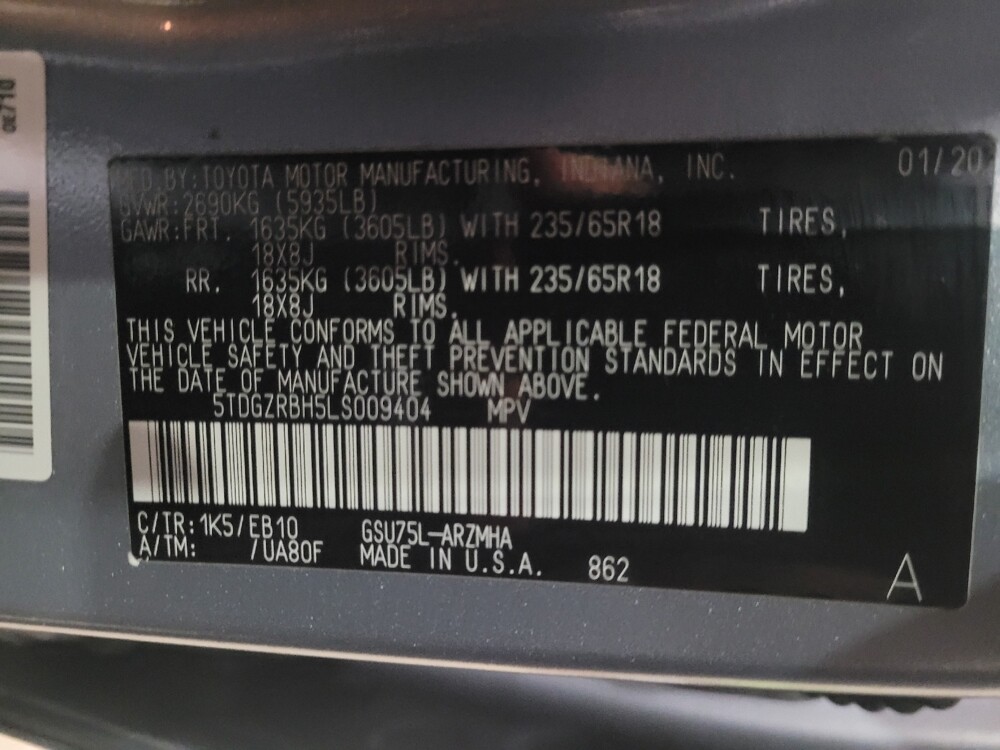 0E710
MFD.BY:TOYOTA MOTOR MANUFACTURING, INDIANA, INC. 01/20
GVWR:2690KG (5935LB)
GAWR:FRT. 1635KG (3605LB) WITH 235/65R18 TIRES,
18X8J RIMS.
RR. 1635KG (3605LB) WITH 235/65R18 TIRES,
18X8J RIMS.
THIS VEHICLE CONFORMS TO ALL APPLICABLE FEDERAL MOTOR
VEHICLE SAFETY AND THEFT PREVENTION STANDARDS IN EFFECT ON
THE DATE OF MANUFACTURE SHOWN ABOVE.
5TDGZRBH5LS009404 MPV
C/TR:1K5/EB10 GSU75L-ARZMHA
A/TM: /UA80F MADE IN U.S.A. 862
A